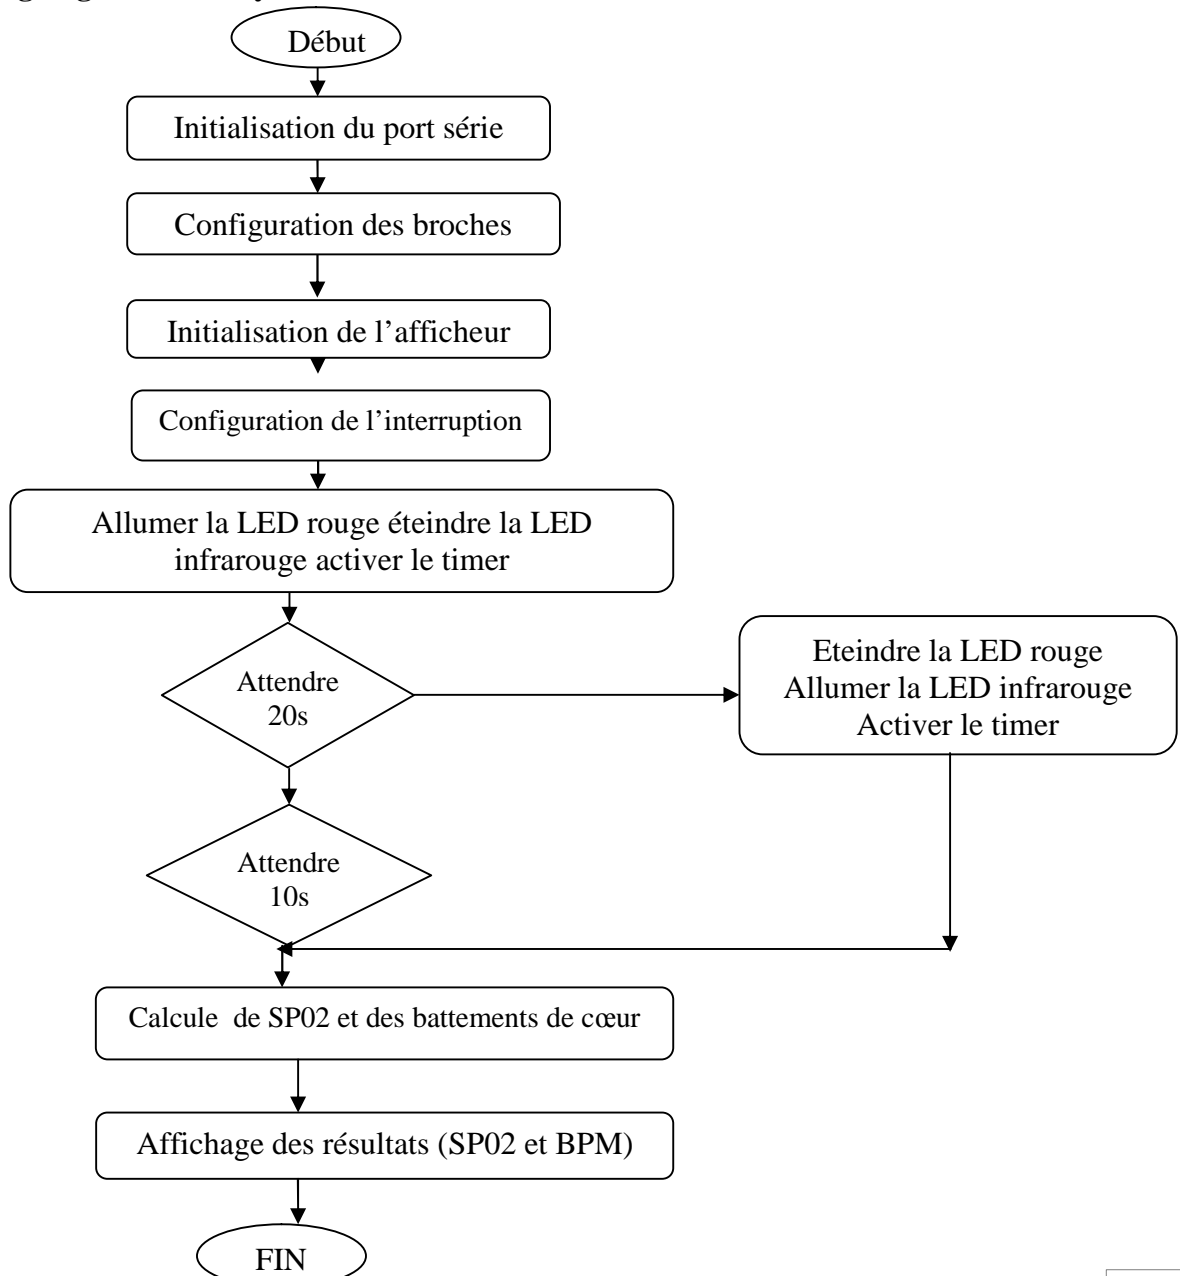 Début
Initialisation du port série
Configuration des broches
Initialisation de l’afficheur
Configuration de l’interruption
Allumer la LED rouge éteindre la LED
infrarouge activer le timer
Attendre
20s
Eteindre la LED rouge
Allumer la LED infrarouge
Activer le timer
Attendre
10s
Calcule  de SP02 et des battements de cœur
Affichage des résultats (SP02 et BPM)
FIN